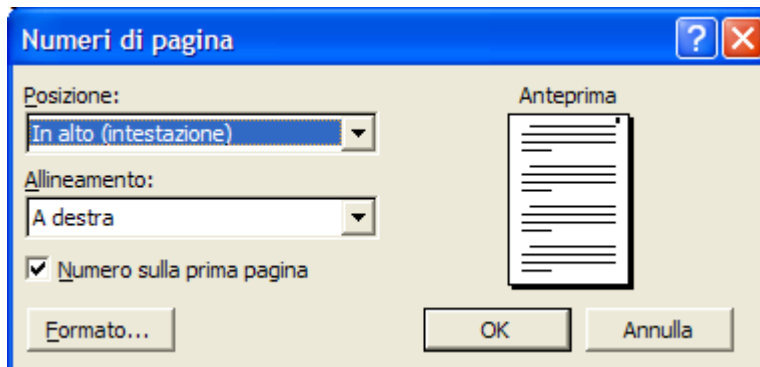 Numeri di pagina
Posizione:
Anteprima
In alto (intestazione)
Allineamento:
A destra
Numero sulla prima pagina
Formato...
OK
Annulla